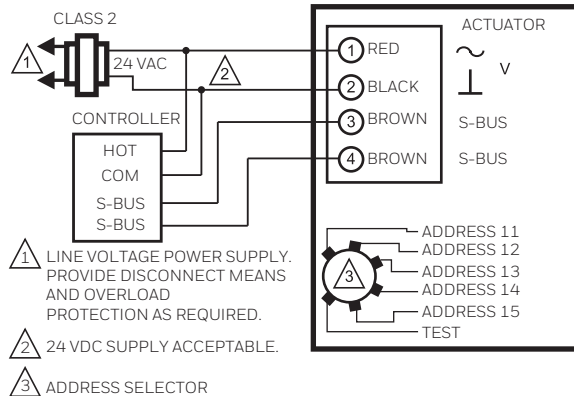 CLASS 2
ACTUATOR
1
24 VAC
2
1 RED
V
2 BLACK
CONTROLLER
3 BROWN S-BUS
HOT
COM
4 BROWN S-BUS
S-BUS
S-BUS
ADDRESS 11
ADDRESS 12
3
ADDRESS 13
ADDRESS 14
ADDRESS 15
TEST
1 LINE VOLTAGE POWER SUPPLY.
PROVIDE DISCONNECT MEANS
AND OVERLOAD
PROTECTION AS REQUIRED.
2 24 VDC SUPPLY ACCEPTABLE.
3 ADDRESS SELECTOR